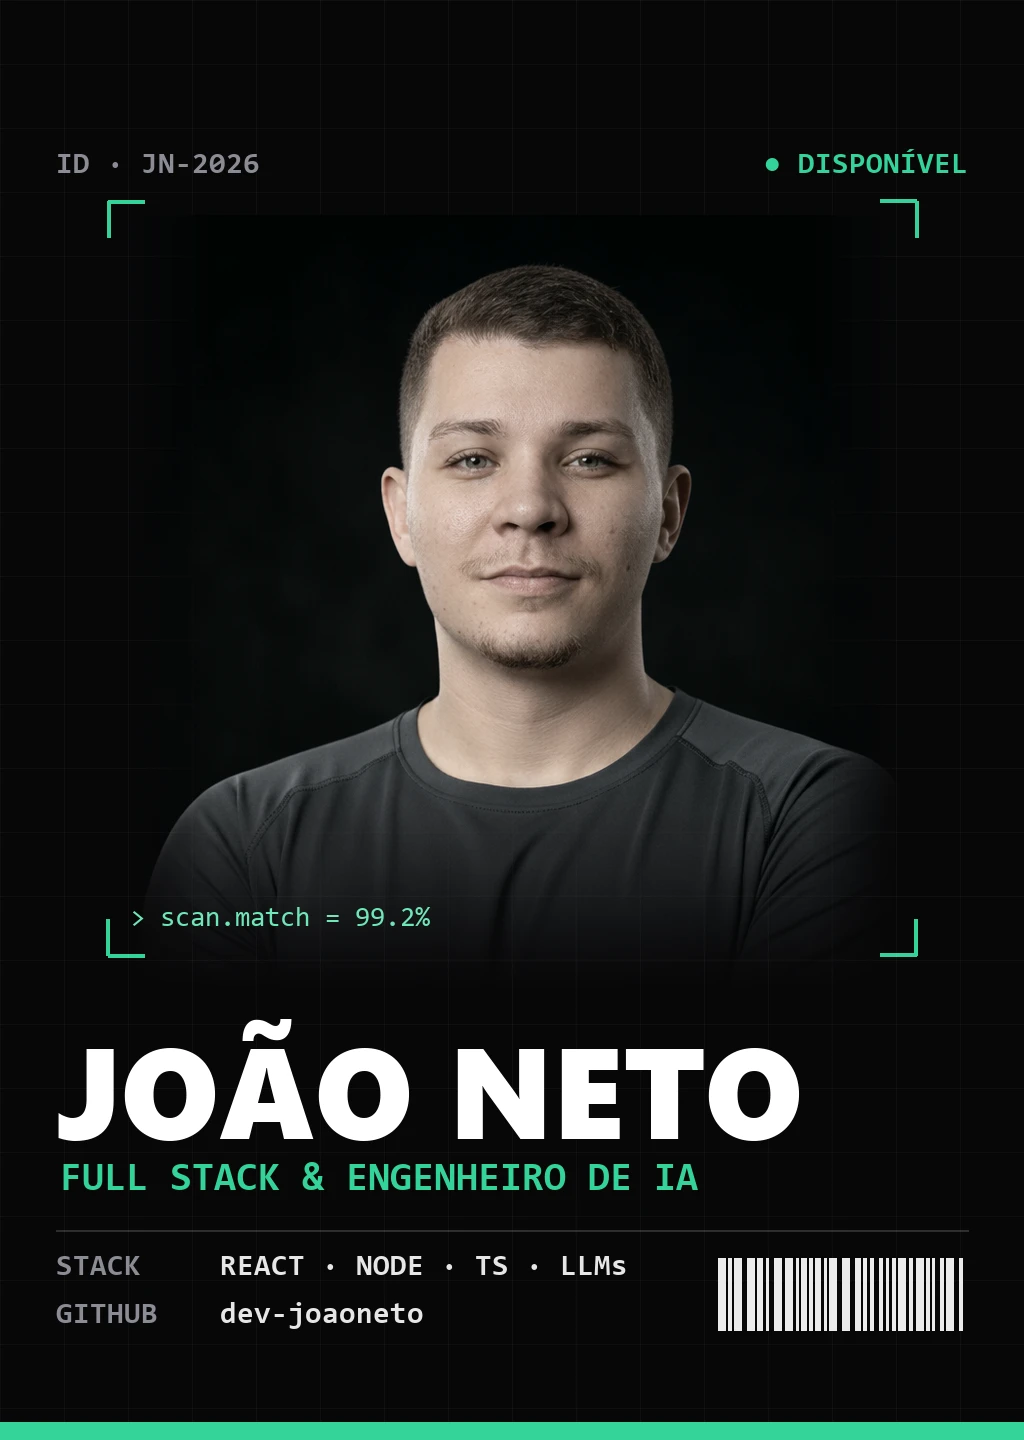 ID · JN-2026
● DISPONÍVEL
> scan.match = 99.2%
JOÃO NETO
FULL STACK & ENGENHEIRO DE IA
STACK REACT · NODE · TS · LLMs
GITHUB dev-joaoneto